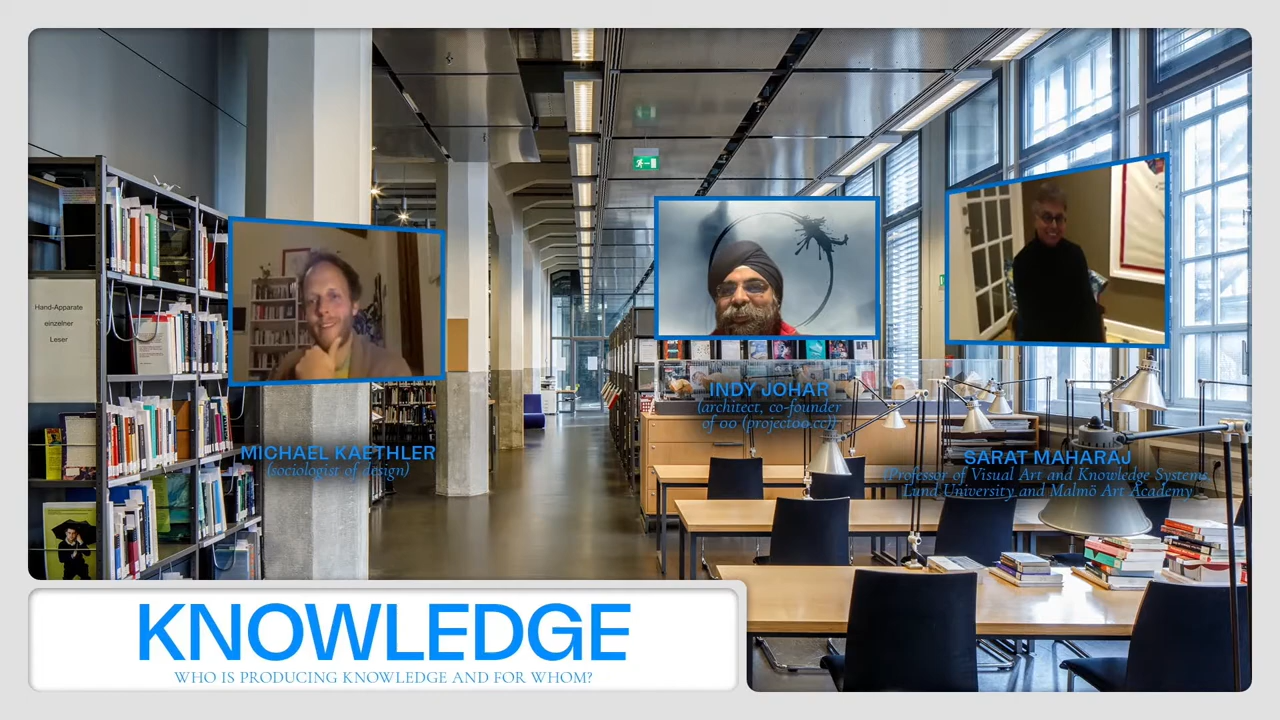 Hand-Apparate
einzelner
Leser
MICHAEL KAETHLER
(sociologist of design)
INDY JOHAR
(architect, co-founder
of 00 (project00.cc))
SARAT MAHARAJ
(Professor of Visual Art and Knowledge Systems
Lund University and Malmö Art Academy
KNOWLEDGE
WHO IS PRODUCING KNOWLEDGE AND FOR WHOM?